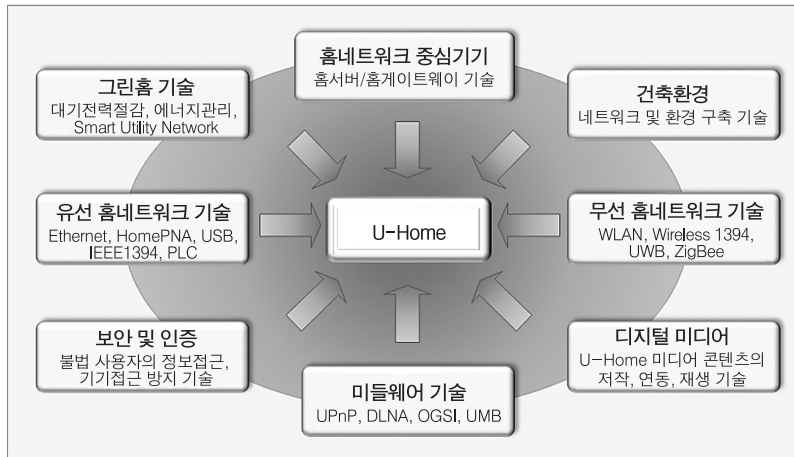 홈네트워크 중심기기
홈서버/홈게이트웨이 기술
그린홈 기술
대기전력절감, 에너지관리,
Smart Utility Network
건축환경
네트워크 및 환경 구축 기술
유선 홈네트워크 기술
Ethernet, HomePNA, USB,
IEEE1394, PLC
U-Home
무선 홈네트워크 기술
WLAN, Wireless 1394,
UWB, ZigBee
보안 및 인증
불법 사용자의 정보접근,
기기접근 방지 기술
미들웨어 기술
UPnP, DLNA, OGSI, UMB
디지털 미디어
U-Home 미디어 콘텐츠의
저작, 연동, 재생 기술